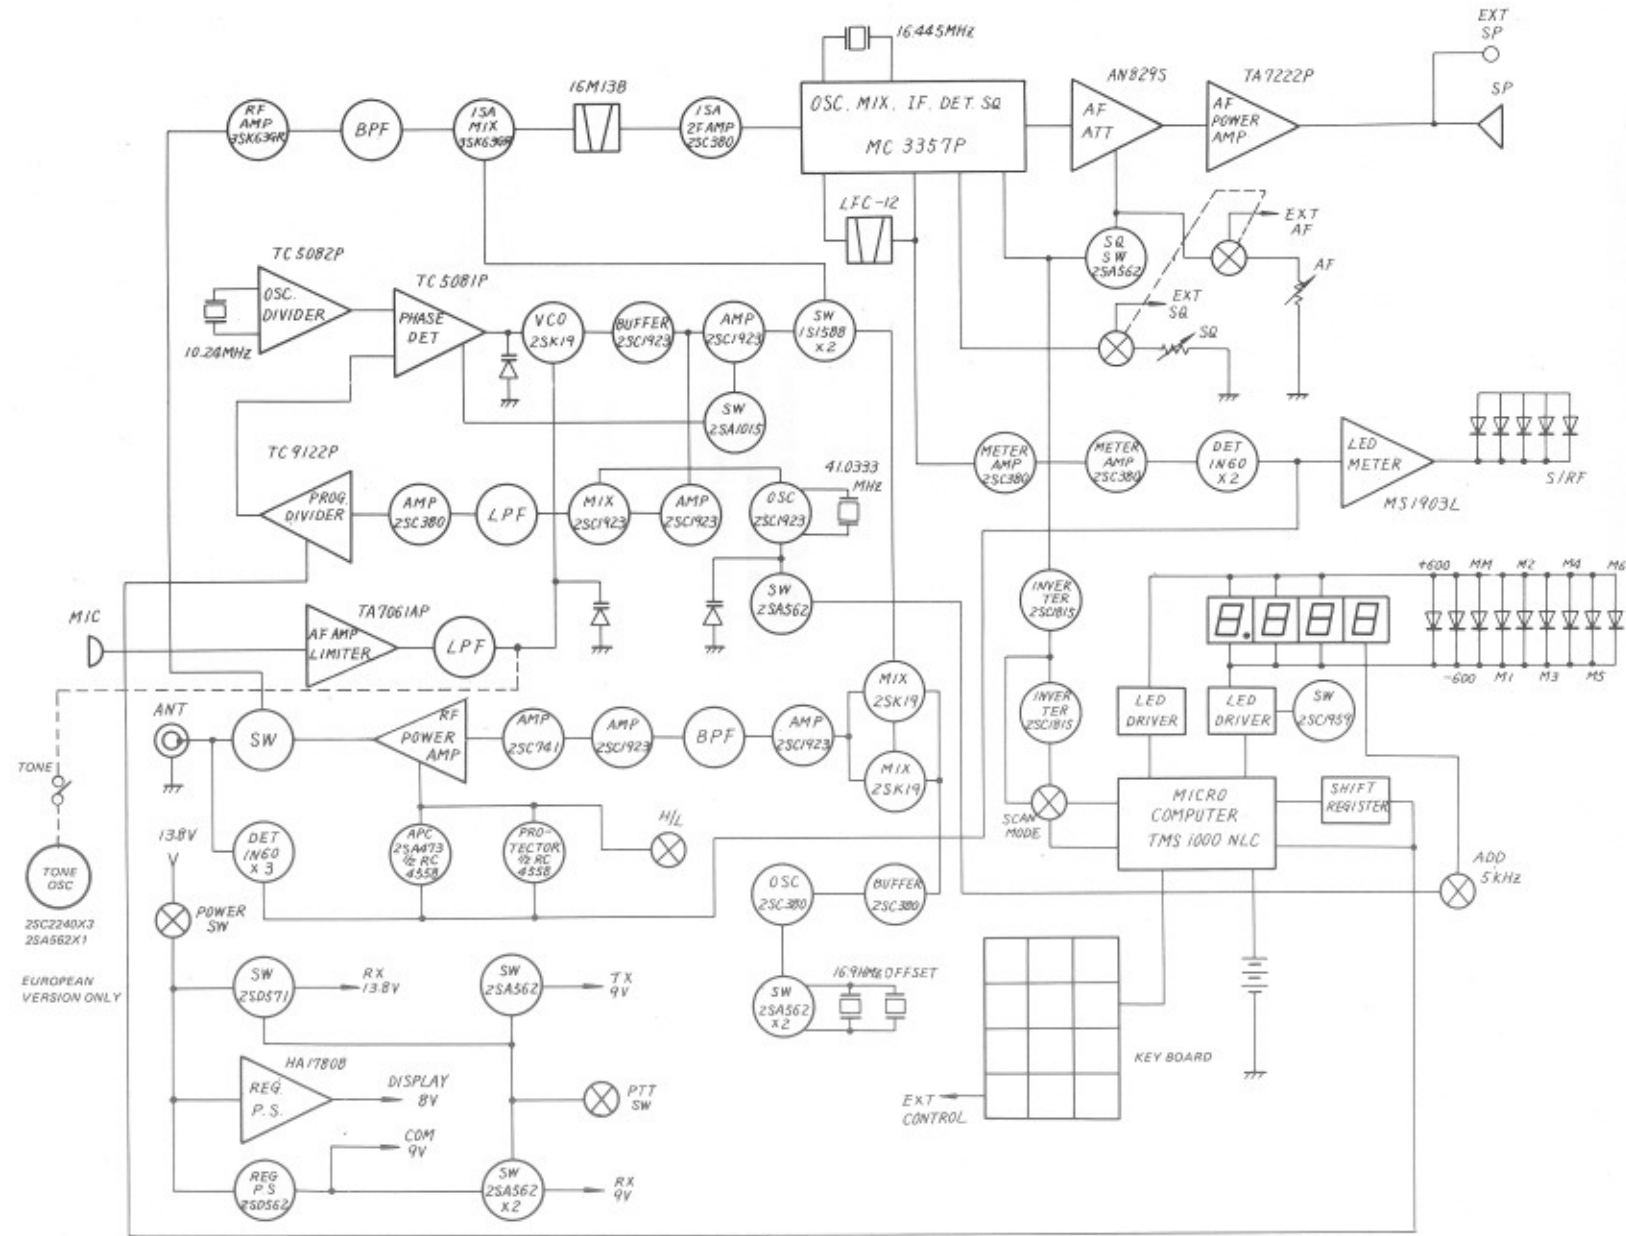 EXT
SP
16.445MHz
16M13B
AN829S
TA7222P
SP
RF
AMP
3SK63GR
BPF
1SA
MIX
3SK63GR
1SA
2FAMP
2SC380
OSC, MIX, IF. DET. SQ
MC 3357P
AF
ATT
AF
POWER
AMP
LFC-12
EXT
AF
SQ
SW
2SA562
AF
TC5082P
TC5081P
OSC.
DIVIDER
10.24MHz
PHASE
DET
VCO
2SK19
BUFFER
2SC1923
AMP
2SC1923
SW
1S1588
X2
EXT
SQ
SQ
SW
2SA1015
TC9122P
PROG.
DIVIDER
AMP
2SC380
LPF
MIX
2SC1923
AMP
2SC1923
OSC
2SC1923
41.0333
MHz
METER
AMP
2SC380
METER
AMP
2SC380
DET
1N60
X2
LED
METER
S/RF
MS1903L
SW
2SA562
INVER
TER
2SC1815
+600 MM M2 M4 M6
8.888
-600 M1 M3 M5
MIC
TA7061AP
AF AMP
LIMITER
LPF
MIX
2SK19
INVER
TER
2SC1815
LED
DRIVER
LED
DRIVER
SW
2SC1959
ANT
SW
RF
POWER
AMP
AMP
2SC741
AMP
2SC1923
BPF
AMP
2SC1923
MIX
2SK19
TONE
SCAN
MODE
MICRO
COMPUTER
TMS 1000 NLC
SHIFT
REGISTER
13.8V
DET
1N60
X3
APC
2SA473
1/2 RC
4558
PRO-
TECTOR
1/2 RC
4558
H/L
TONE
OSC
2SC2240X3
2SA562X1
POWER
SW
OSC
2SC380
BUFFER
2SC380
ADD
5kHz
EUROPEAN
VERSION ONLY
SW
2SD571
RX
13.8V
SW
2SA562
TX
9V
SW
2SA562
X2
16.9MHz OFFSET
KEY BOARD
HA17808
REG.
P.S.
DISPLAY
8V
PTT
SW
EXT
CONTROL
COM
9V
REG
P.S
2SD562
SW
2SA562
X2
RX
9V